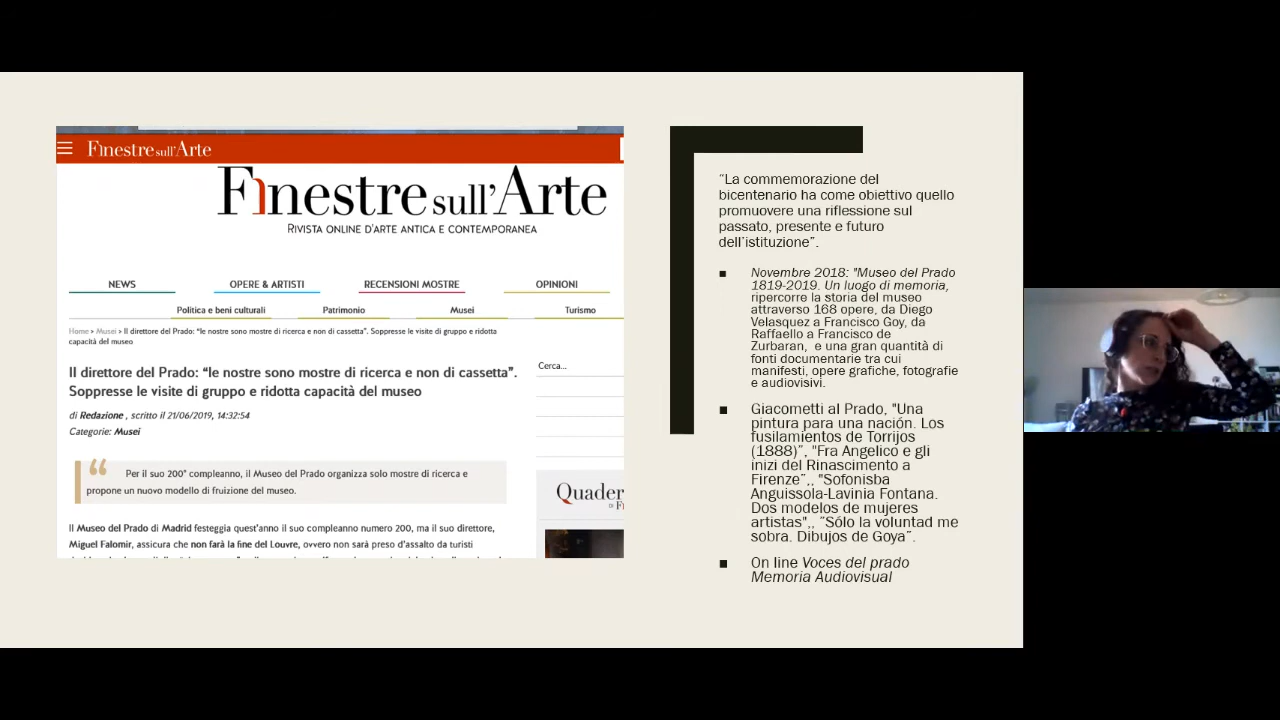 Finestre sull'Arte
Finestre sull'Arte
RIVISTA ONLINE D'ARTE ANTICA E CONTEMPORANEA
NEWS OPERE & ARTISTI RECENSIONI MOSTRE OPINIONI
Politica e beni culturali Patrimonio Musei Turismo
Home » Musei » Il direttore del Prado: “le nostre sono mostre di ricerca e non di cassetta”. Soppresse le visite di gruppo e ridotta
capacità del museo
Il direttore del Prado: “le nostre sono mostre di ricerca e non di cassetta”.
Soppresse le visite di gruppo e ridotta capacità del museo
di Redazione , scritto il 21/06/2019, 14:32:54
Categorie: Musei
Cerca...
“ Per il suo 200° compleanno, il Museo del Prado organizza solo mostre di ricerca e
propone un nuovo modello di fruizione del museo.
Quader
DI
Il Museo del Prado di Madrid festeggia quest'anno il suo compleanno numero 200, ma il suo direttore,
Miguel Falomir, assicura che non farà la fine del Louvre, ovvero non sarà preso d'assalto da turisti
“La commemorazione del
bicentenario ha come obiettivo quello
promuovere una riflessione sul
passato, presente e futuro
dell'istituzione”.
■ Novembre 2018: "Museo del Prado
1819-2019. Un luogo di memoria,
ripercorre la storia del museo
attraverso 168 opere, da Diego
Velasquez a Francisco Goy, da
Raffaello a Francisco de
Zurbaran, e una gran quantità di
fonti documentarie tra cui
manifesti, opere grafiche, fotografie
e audiovisivi.
■ Giacometti al Prado, "Una
pintura para una nación. Los
fusilamientos de Torrijos
(1888)”, "Fra Angelico e gli
inizi del Rinascimento a
Firenze”,, "Sofonisba
Anguissola-Lavinia Fontana.
Dos modelos de mujeres
artistas",, “Sólo la voluntad me
sobra. Dibujos de Goya”.
■ On line Voces del prado
Memoria Audiovisual